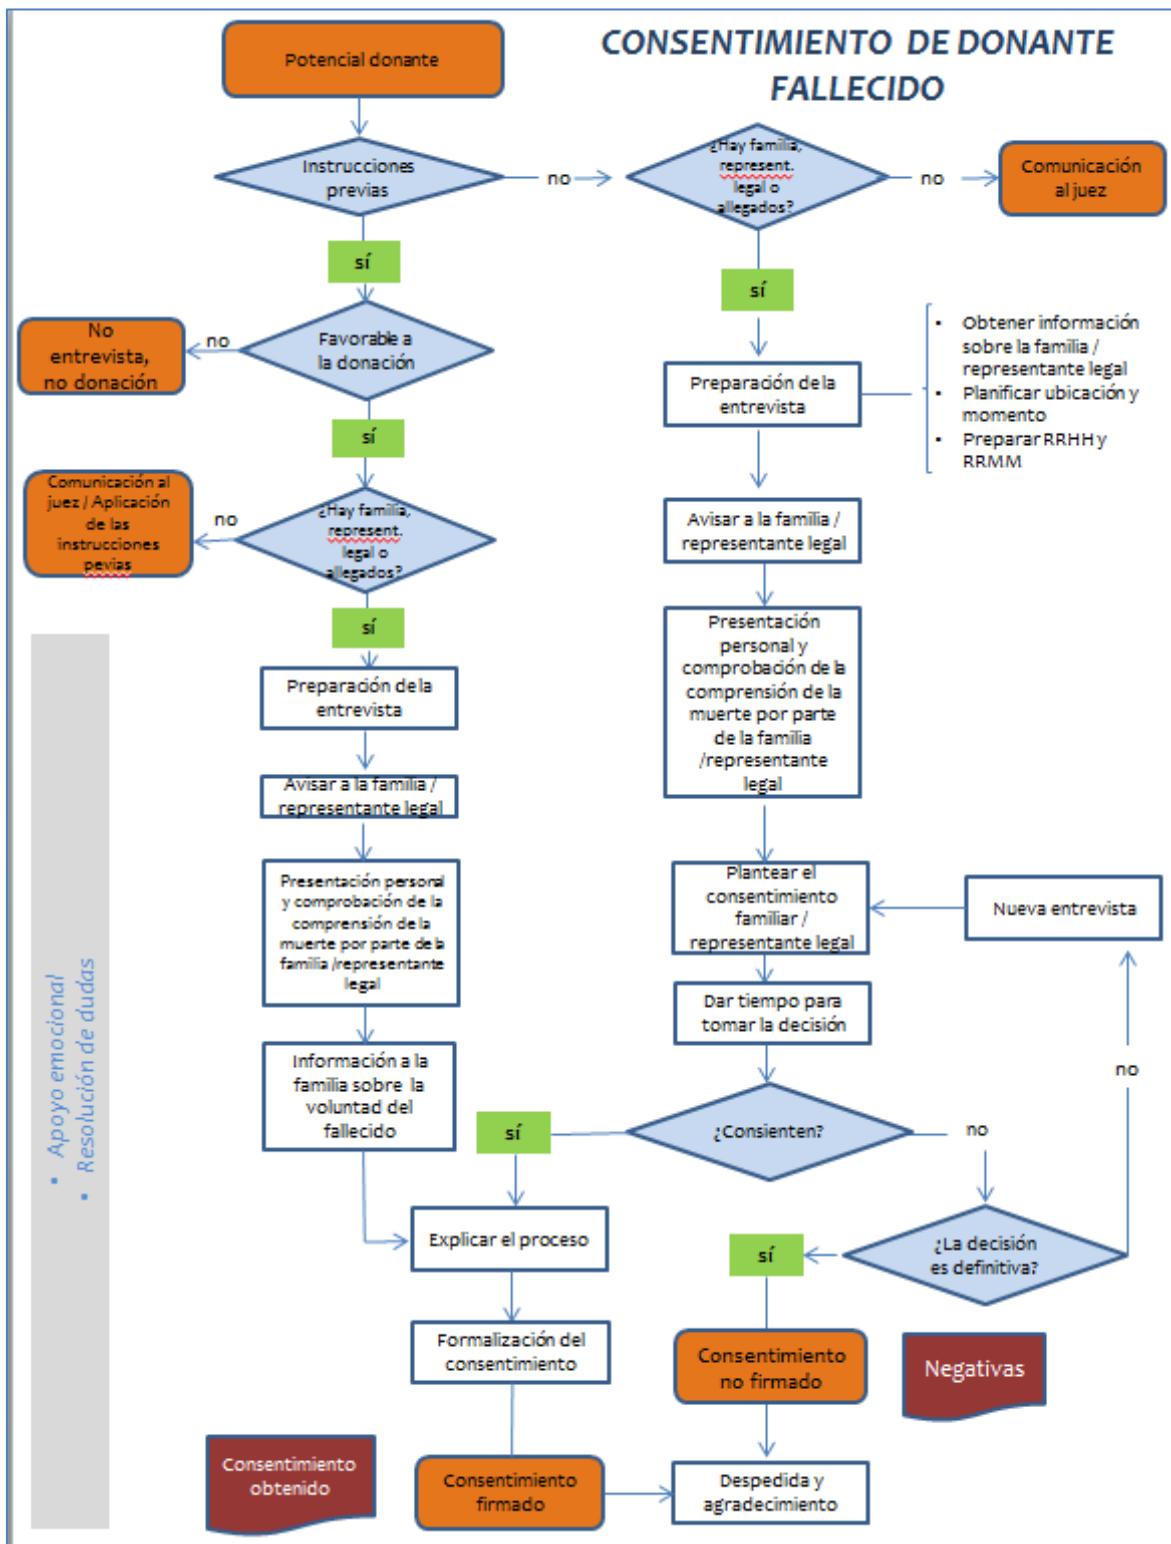 CONSENTIMIENTO DE DONANTE
FALLECIDO
Potencial donante
Instrucciones
previas
no
¿Hay familia,
represent.
legal o
allegados?
no
Comunicación
al juez
sí
sí
Favorable a
la donación
no
No
entrevista,
no donación
Preparación de la
entrevista
• Obtener información
sobre la familia /
representante legal
• Planificar ubicación y
momento
• Preparar RRHH y
RRMM
sí
¿Hay familia,
represent.
legal o
allegados?
no
Comunicación al
juez / Aplicación
de las
instrucciones
pevias
Avisar a la familia /
representante legal
sí
Presentación
personal y
comprobación de la
comprensión de la
muerte por parte
de la familia
/representante
legal
Preparación de la
entrevista
Avisar a la familia /
representante legal
Presentación personal
y comprobación de la
comprensión de la
muerte por parte de la
familia /representante
legal
Plantear el
consentimiento
familiar /
representante legal
Nueva entrevista
Dar tiempo para
tomar la decisión
Información a la
familia sobre la
voluntad del
fallecido
no
sí
¿Consienten?
no
Explicar el proceso
sí
¿La decisión
es definitiva?
Formalización del
consentimiento
Consentimiento
no firmado
Negativas
Consentimiento
obtenido
Consentimiento
firmado
Despedida y
agradecimiento
• Apoyo emocional
• Resolución de dudas